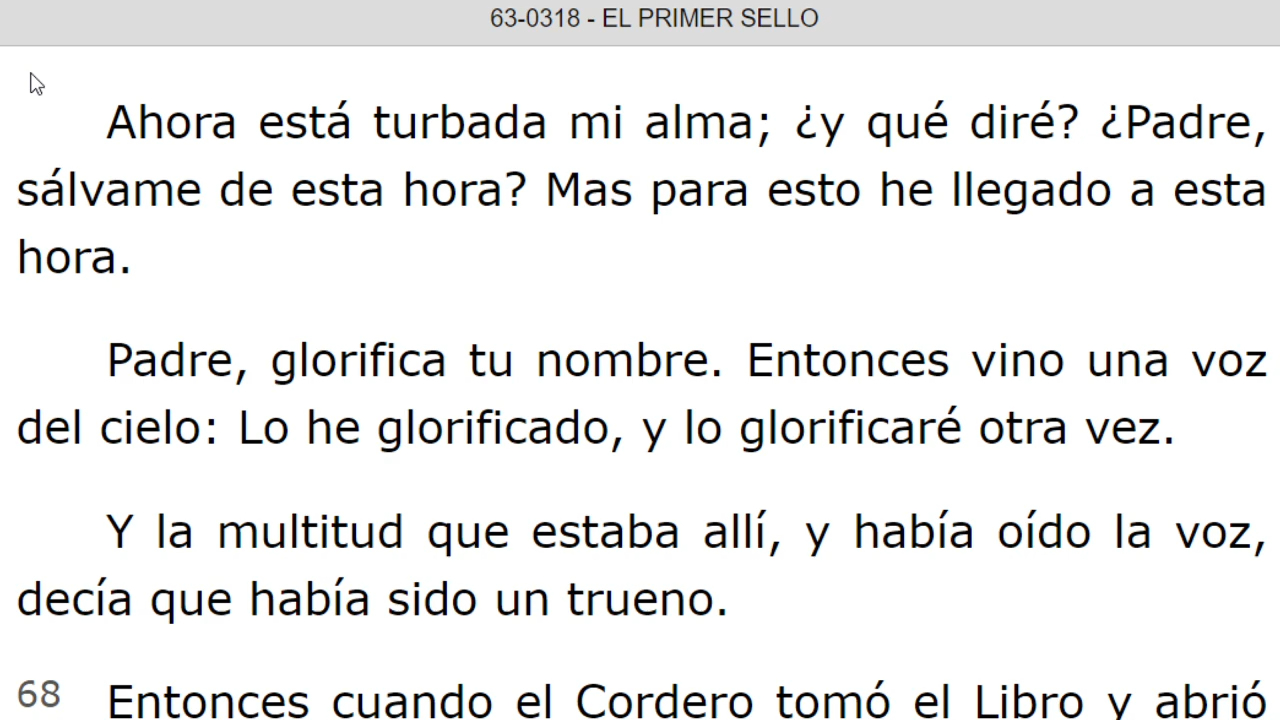 63-0318 - EL PRIMER SELLO
Ahora está turbada mi alma; ¿y qué diré? ¿Padre,
sálvame de esta hora? Mas para esto he llegado a esta
hora.
Padre, glorifica tu nombre. Entonces vino una voz
del cielo: Lo he glorificado, y lo glorificaré otra vez.
Y la multitud que estaba allí, y había oído la voz,
decía que había sido un trueno.
68 Entonces cuando el Cordero tomó el Libro y abrió